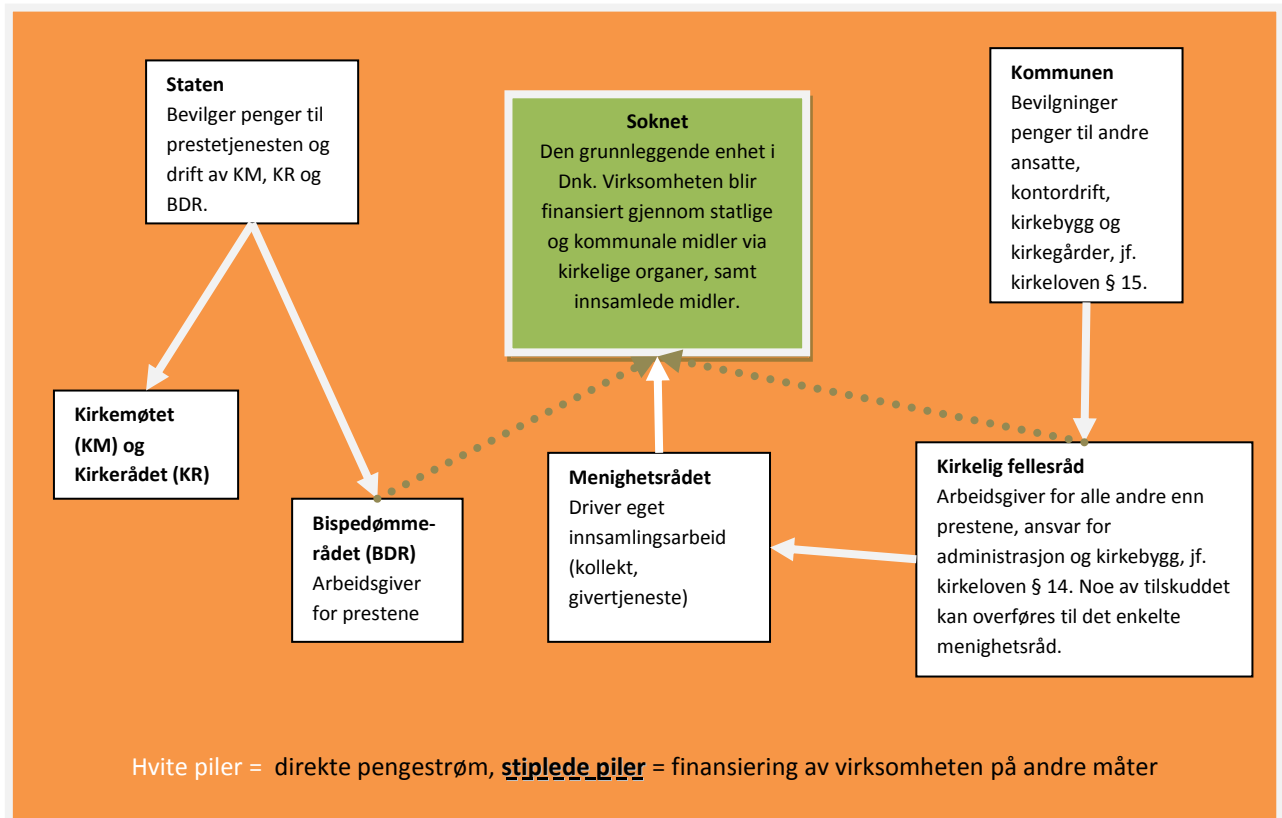 Staten
Bevilger penger til
prestetjenesten og
drift av KM, KR og
BDR.
Soknet
Den grunnleggende enhet i
Dnk. Virksomheten blir
finansiert gjennom statlige
og kommunale midler via
kirkelige organer, samt
innsamlede midler.
Kommunen
Bevilgninger
penger til andre
ansatte,
kontordrift,
kirkebygg og
kirkegårder, jf.
kirkeloven § 15.
Kirkemøtet
(KM) og
Kirkerådet (KR)
Bispedømme-
rådet (BDR)
Arbeidsgiver
for prestene
Menighetsrådet
Driver eget
innsamlingsarbeid
(kollekt,
givertjeneste)
Kirkelig fellesråd
Arbeidsgiver for alle andre enn
prestene, ansvar for
administrasjon og kirkebygg, jf.
kirkeloven § 14. Noe av tilskuddet
kan overføres til det enkelte
menighetsråd.
Hvite piler = direkte pengestrøm, stiplede piler = finansiering av virksomheten på andre måter